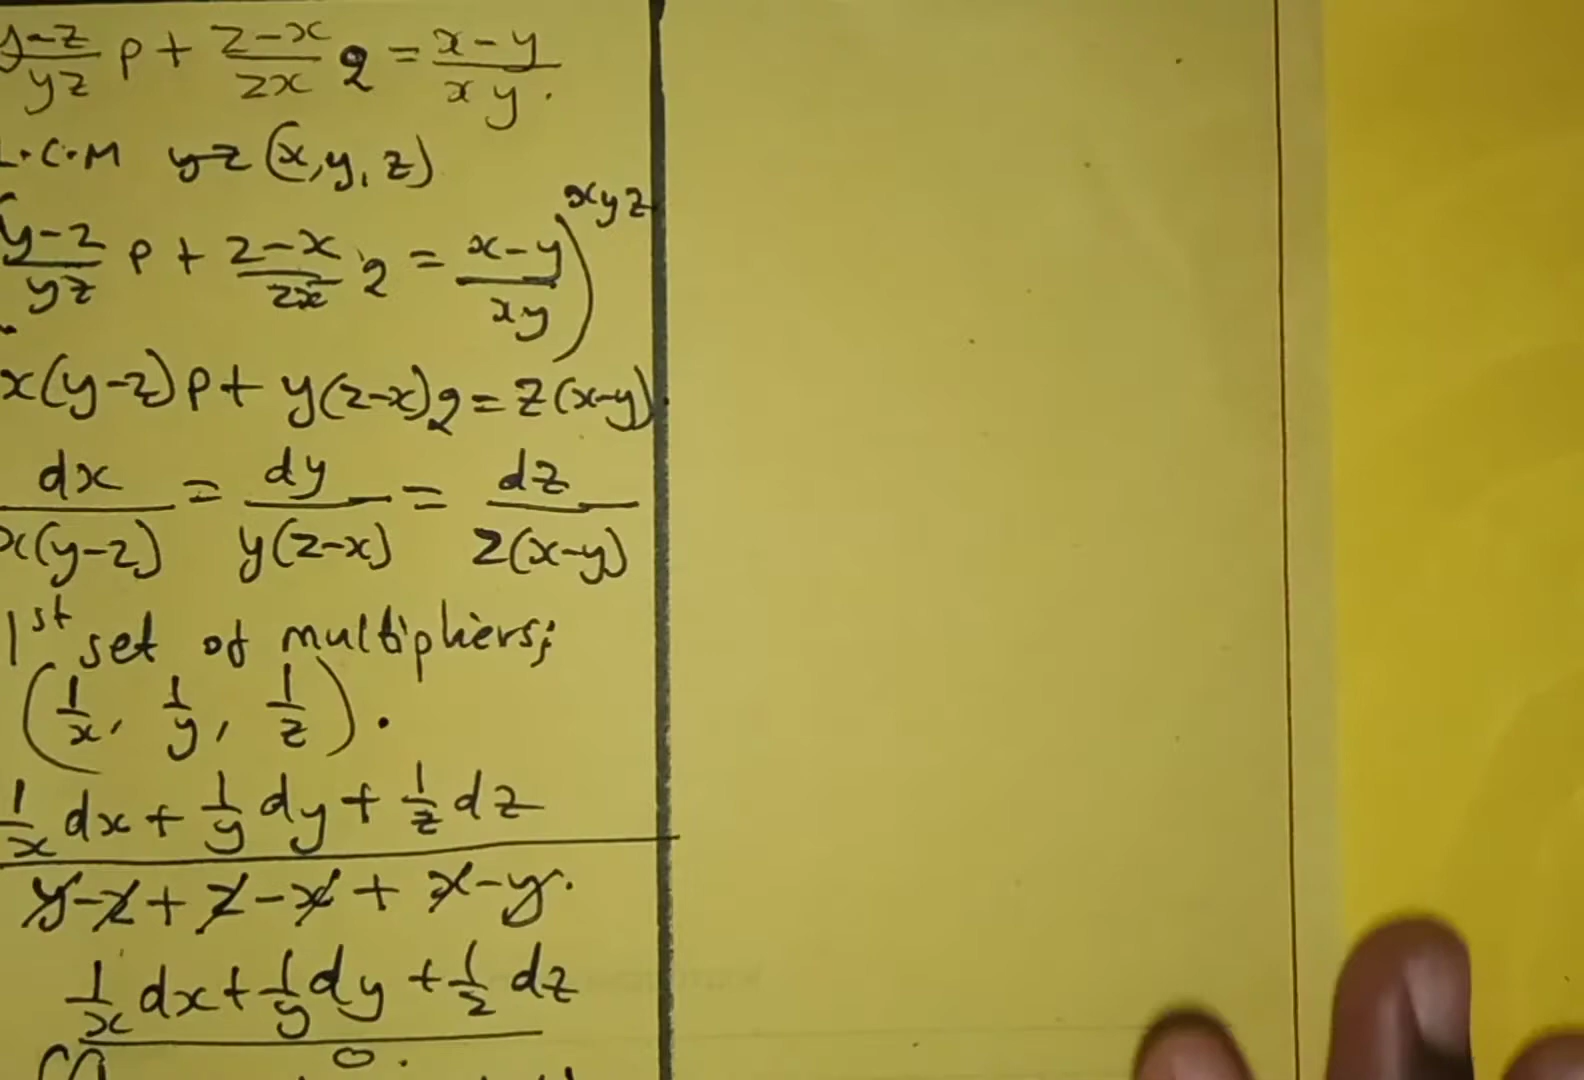 y-z/yz p + z-x/zx q = x-y/xy.
L.C.M yz (x,y,z)
(y-z/yz p + z-x/zx q = x-y/xy) xyz
x(y-z)p + y(z-x)q = z(x-y).
dx/x(y-z) = dy/y(z-x) = dz/z(x-y)
1st set of multipliers;
(1/x, 1/y, 1/z).
1/x dx + 1/y dy + 1/z dz
y-z+z-x+x-y.
1/x dx + 1/y dy + 1/z dz
0.